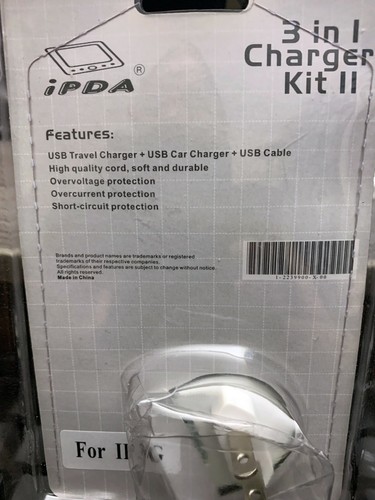 3 in 1
Charger
Kit II
iPDA®
Features:
USB Travel Charger + USB Car Charger + USB Cable
High quality cord, soft and durable
Overvoltage protection
Overcurrent protection
Short-circuit protection
Brands and product names are trademarks or registered
trademarks of their respective companies.
Specifications and features are subject to change without notice.
All rights reserved.
Made in China
1-2239900-X/00
For